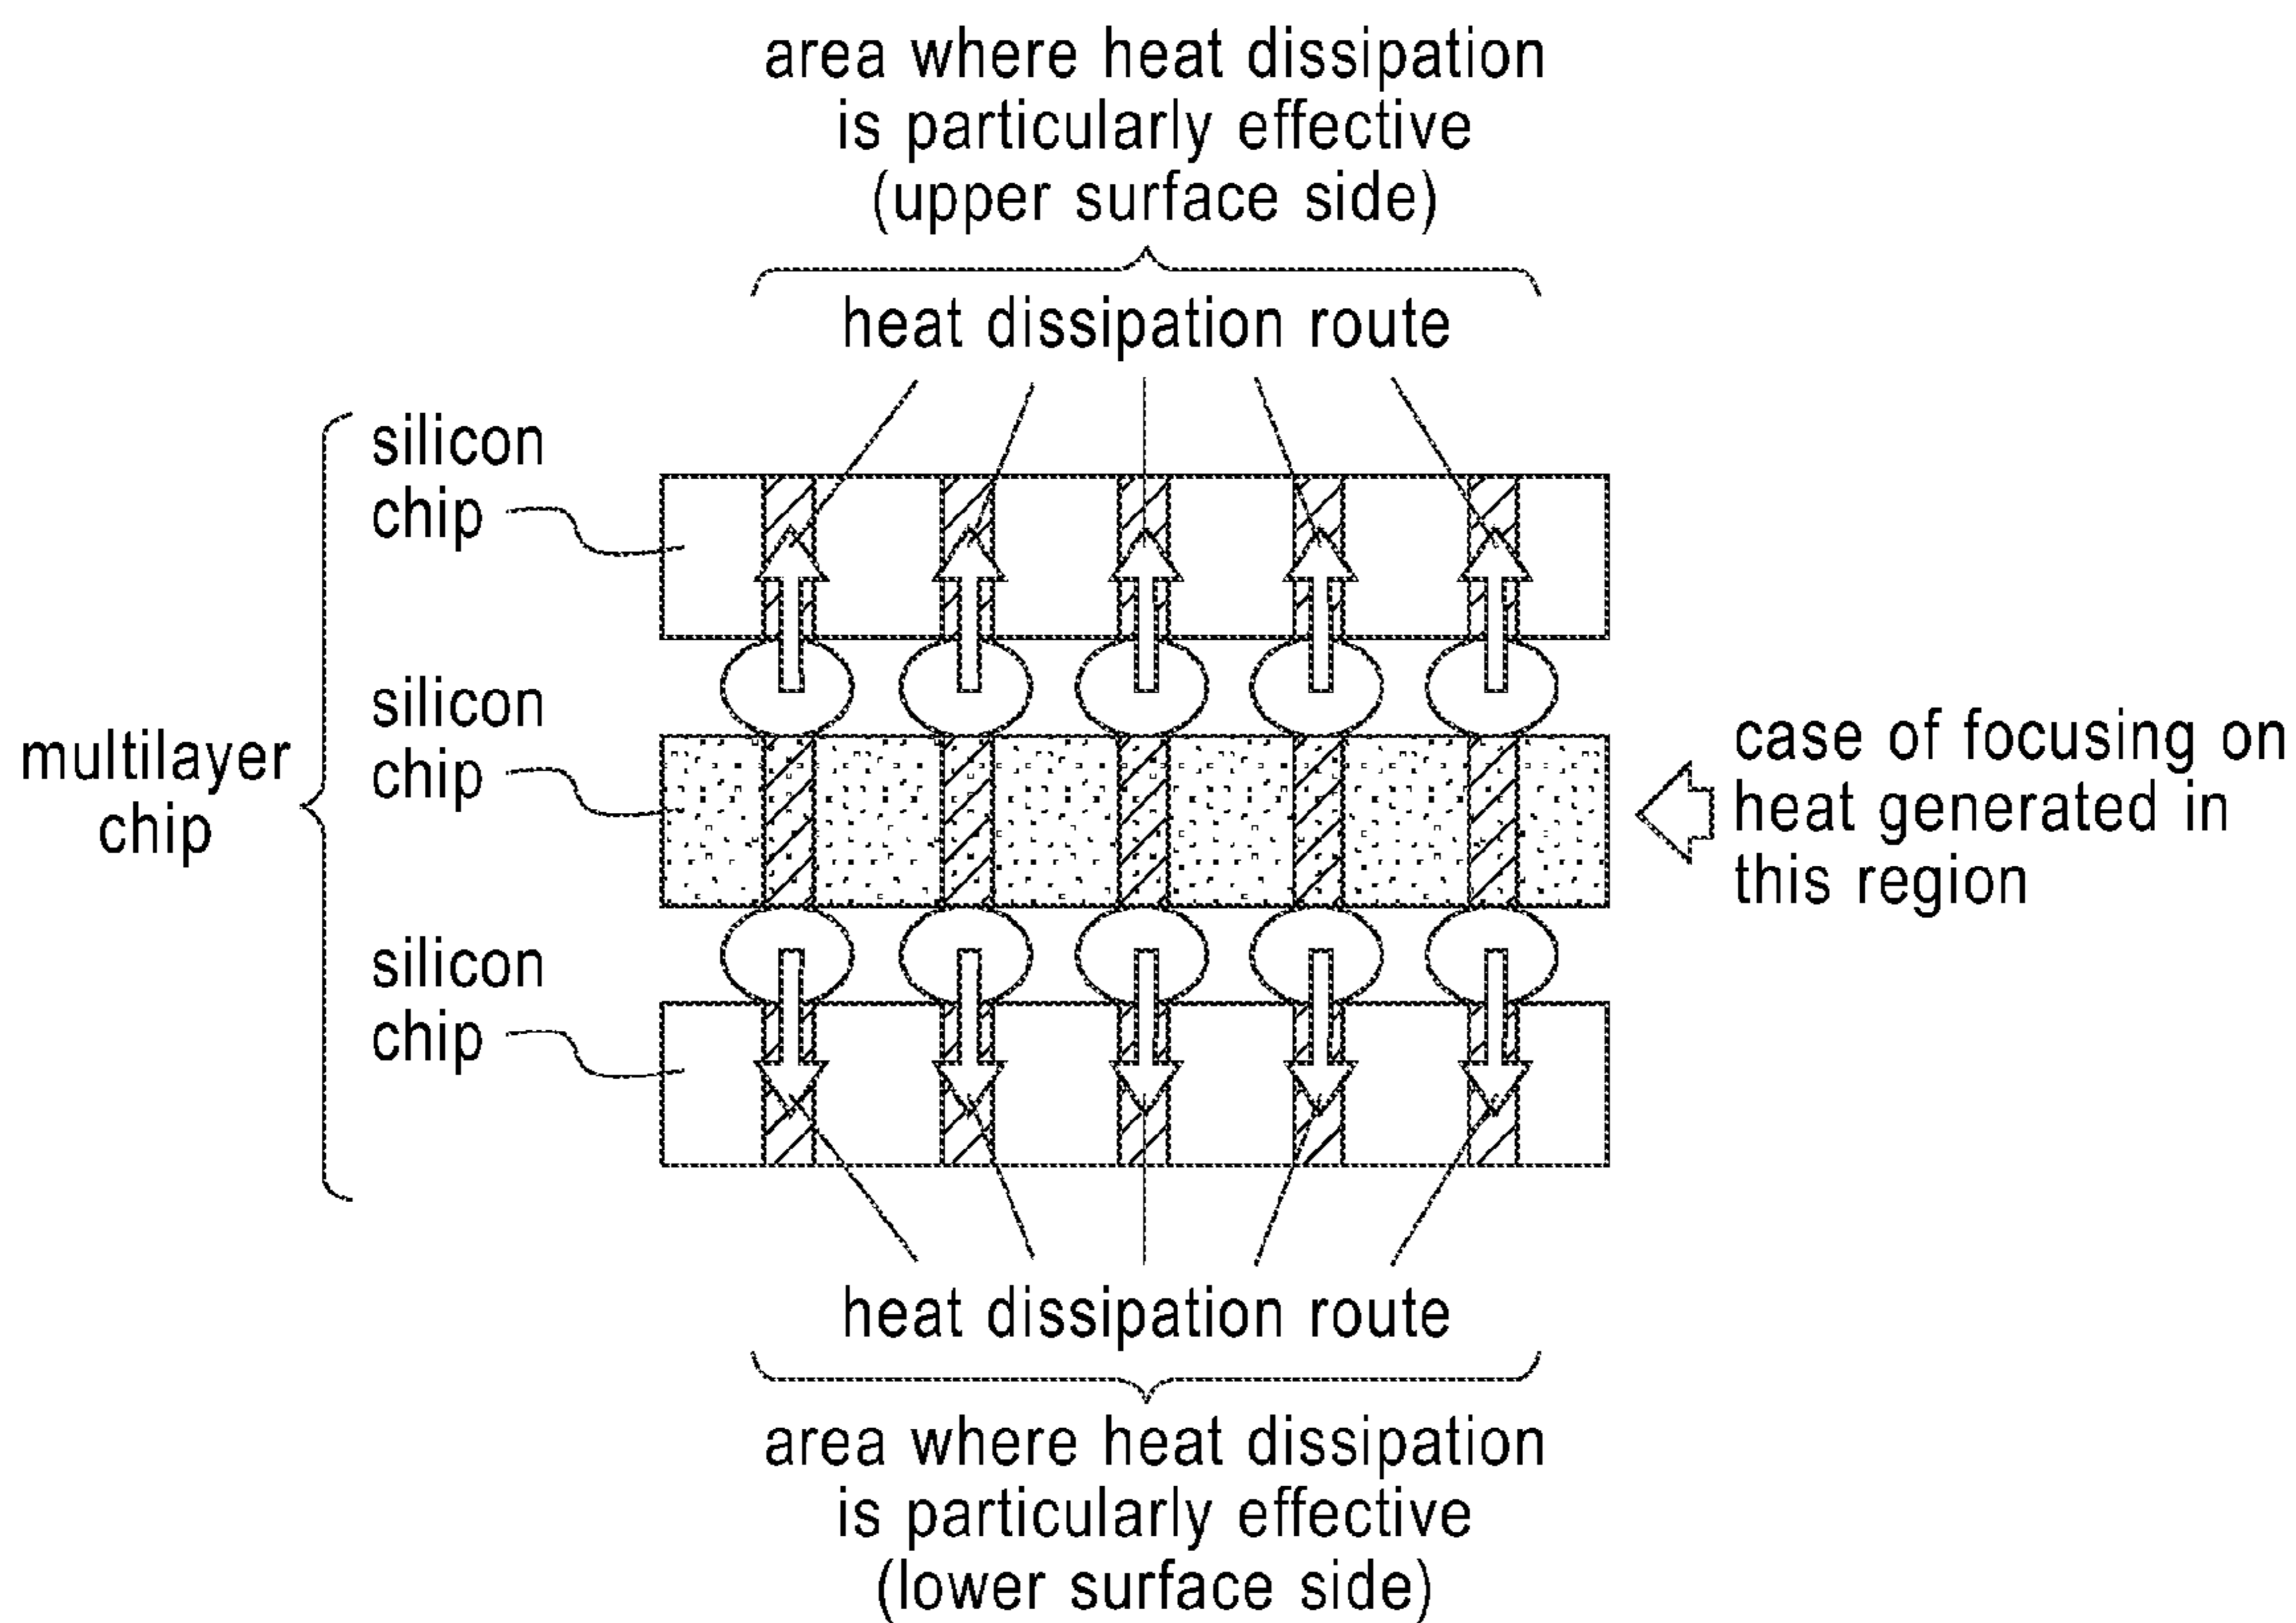 area where heat dissipation
is particularly effective
(upper surface side)
heat dissipation route
silicon
chip
silicon
chip
multilayer
chip
case of focusing on
heat generated in
this region
silicon
chip
heat dissipation route
area where heat dissipation
is particularly effective
(lower surface side)